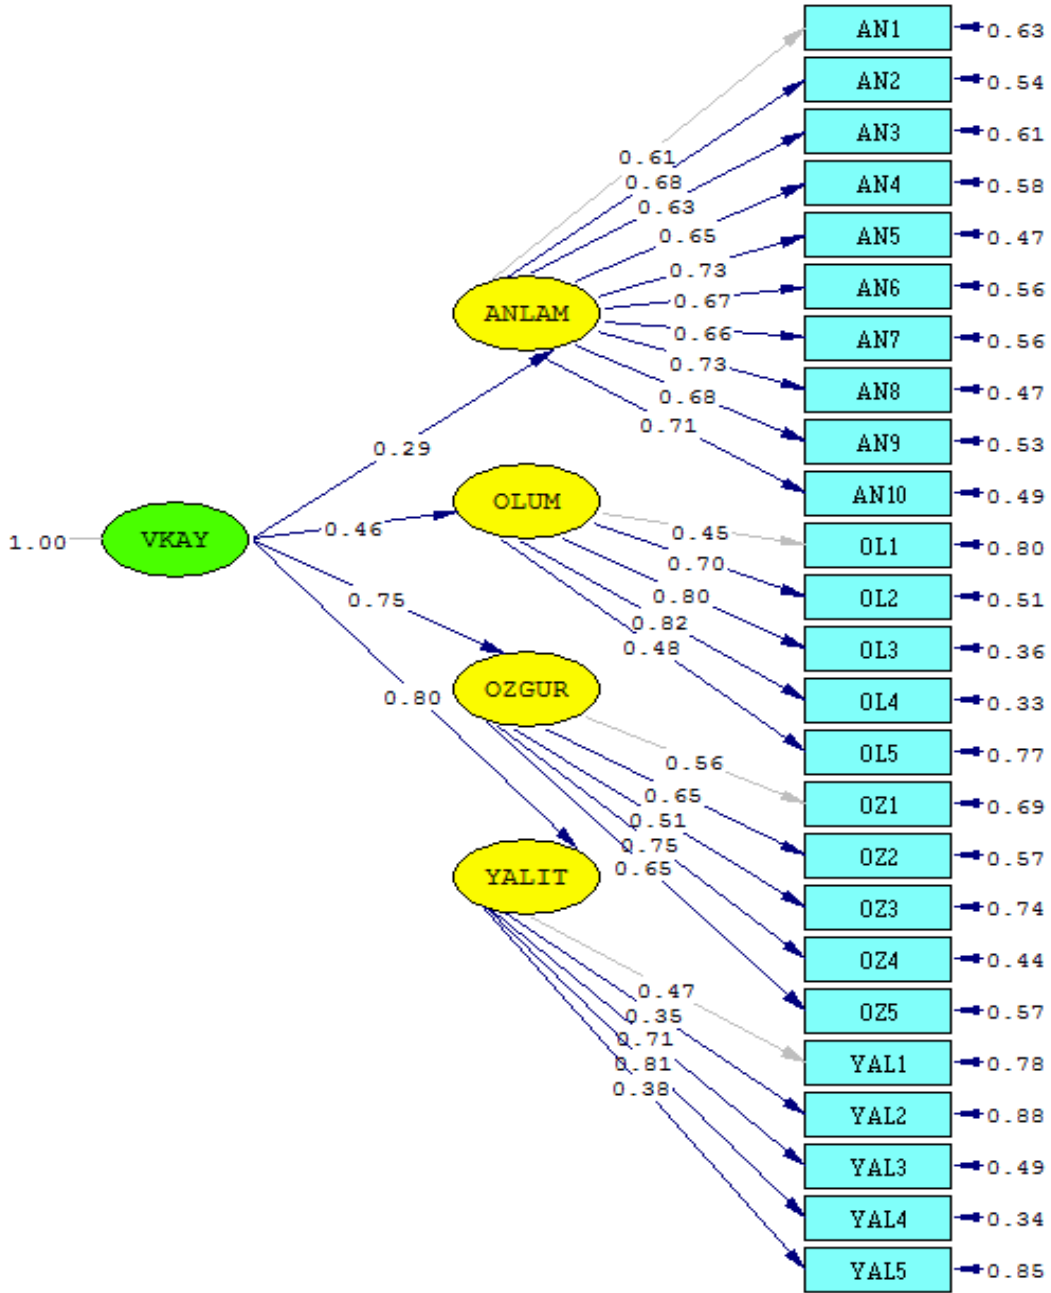 AN1 0.63
AN2 0.54
AN3 0.61
AN4 0.58
AN5 0.47
AN6 0.56
AN7 0.56
AN8 0.47
AN9 0.53
AN10 0.49
OL1 0.80
OL2 0.51
OL3 0.36
OL4 0.33
OL5 0.77
OZ1 0.69
OZ2 0.57
OZ3 0.74
OZ4 0.44
OZ5 0.57
YAL1 0.78
YAL2 0.88
YAL3 0.49
YAL4 0.34
YAL5 0.85
0.61
0.68
0.63
0.65
0.73
0.67
0.66
0.73
0.68
0.71
ANLAM
0.29
OLUM
0.45
0.70
0.80
0.82
0.48
1.00
VKAY
0.46
0.75
OZGUR
0.80
0.56
0.65
0.51
0.75
0.65
YALIT
0.47
0.35
0.71
0.81
0.38